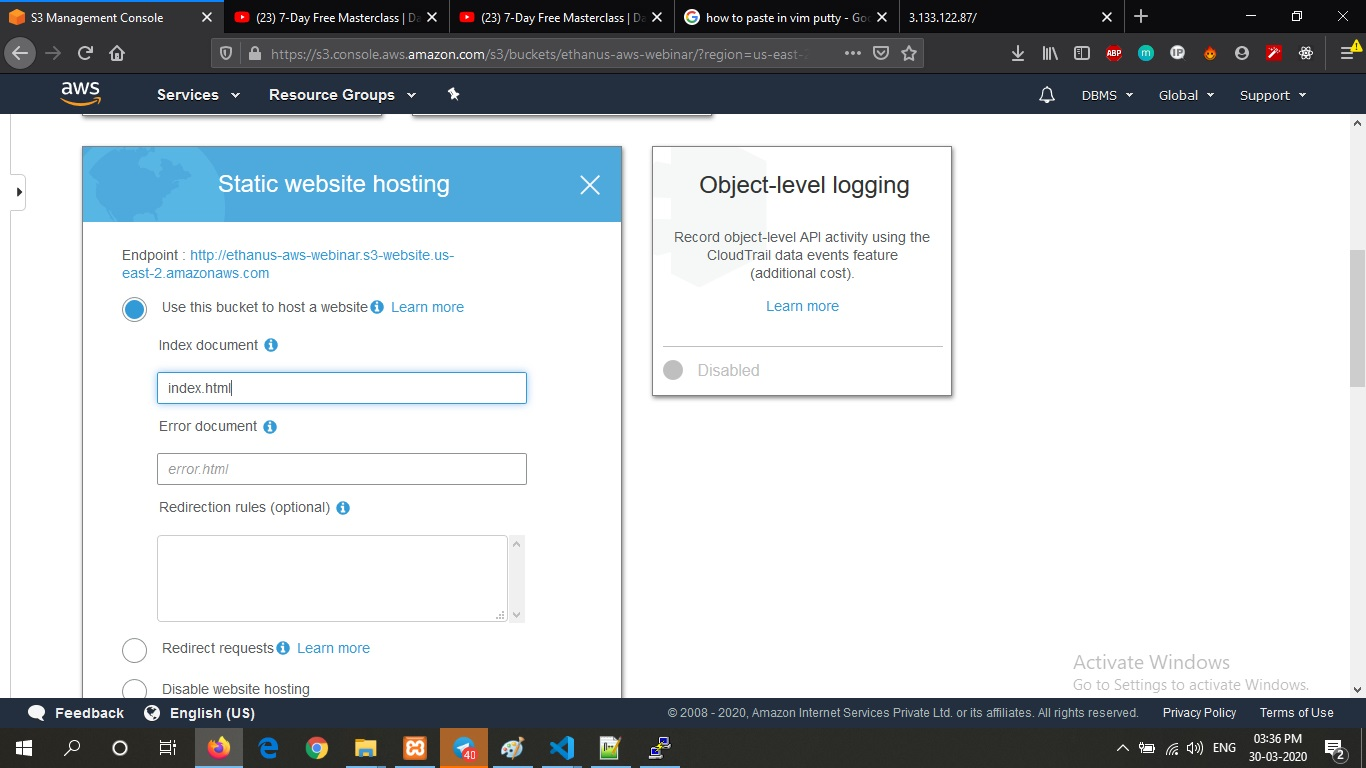 S3 Management Console
(23) 7-Day Free Masterclass | Da
(23) 7-Day Free Masterclass | Da
how to paste in vim putty - Goo
3.133.122.87/
https://s3.console.aws.amazon.com/s3/buckets/ethanus-aws-webinar/?region=us-east-2
ABP
m
IP
aws
Services
Resource Groups
DBMS
Global
Support
Static website hosting
Object-level logging
Endpoint : http://ethanus-aws-webinar.s3-website.us-
east-2.amazonaws.com
Record object-level API activity using the
CloudTrail data events feature
(additional cost).
Learn more
Use this bucket to host a website
Learn more
Index document
index.html
Disabled
Error document
error.html
Redirection rules (optional)
Redirect requests
Learn more
Disable website hosting
Activate Windows
Go to Settings to activate Windows.
Feedback
English (US)
© 2008 - 2020, Amazon Internet Services Private Ltd. or its affiliates. All rights reserved.
Privacy Policy
Terms of Use
ENG
03:36 PM
30-03-2020
2